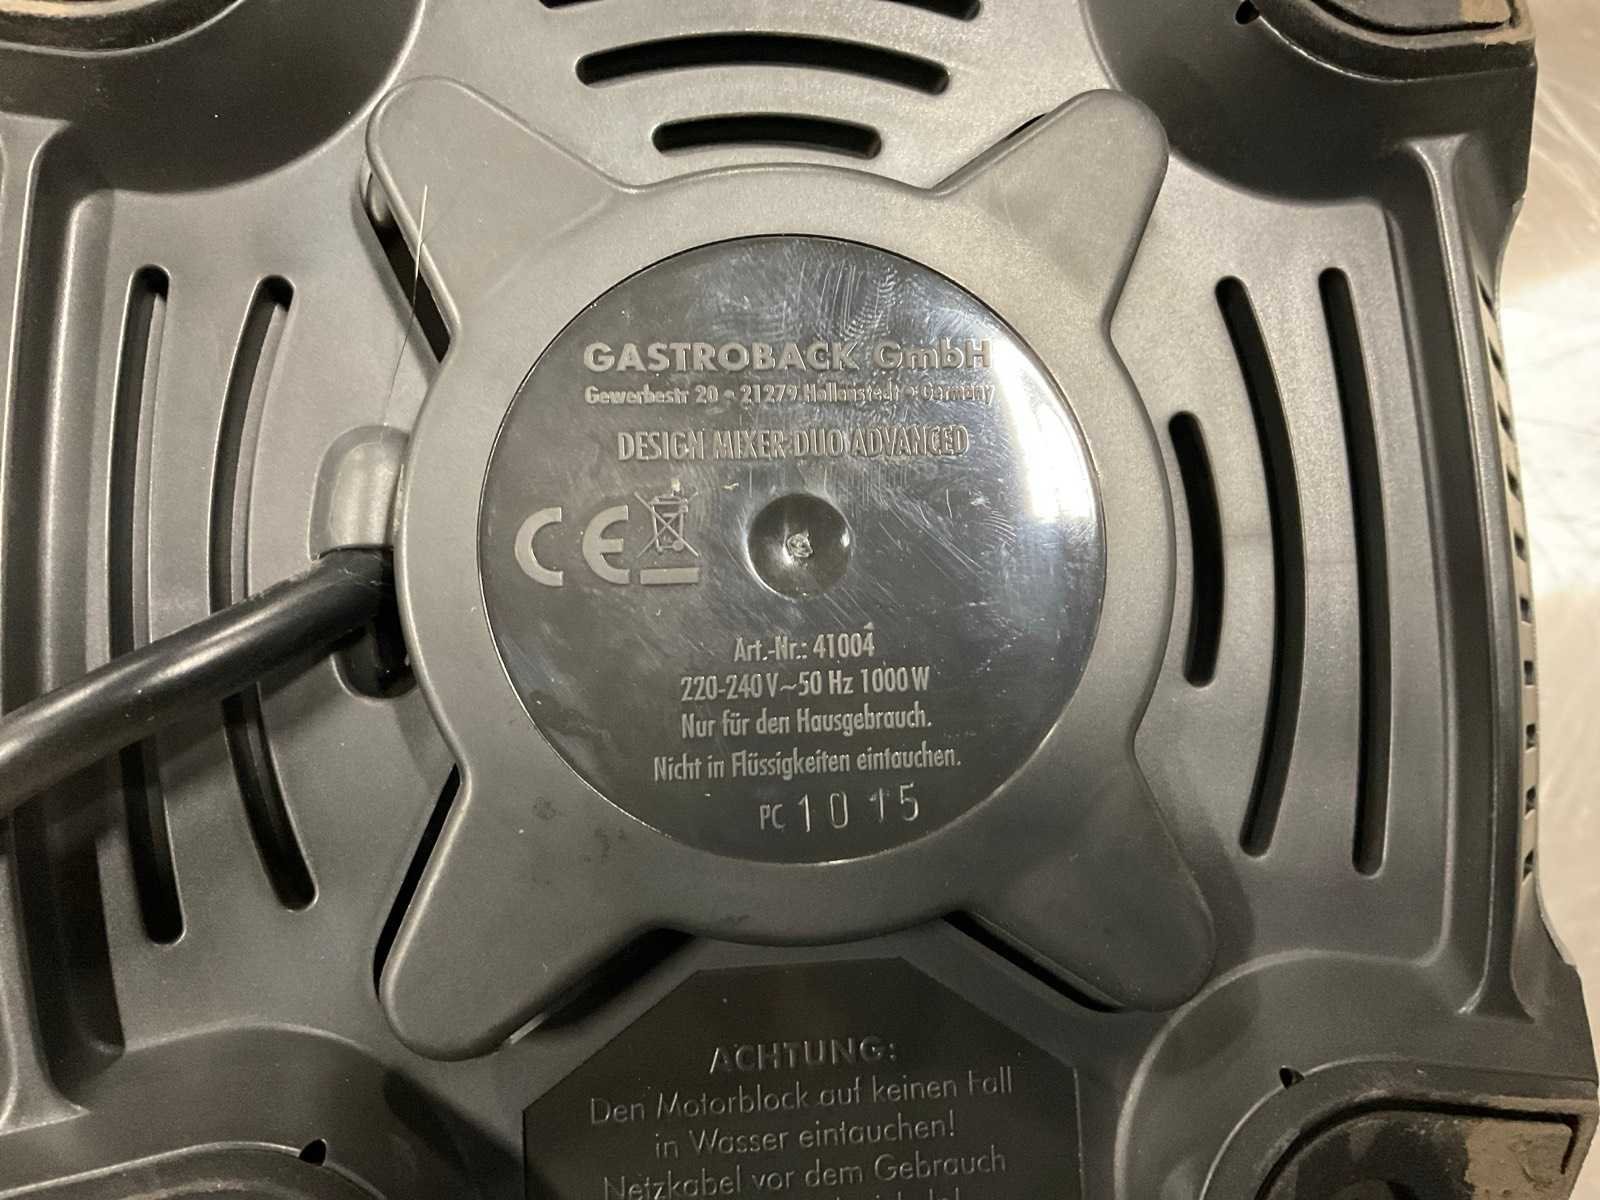 GASTROBACK GmbH
Gewerbestr 20 • 21279 Hollenstedt • Germany
DESIGN MIXER DUO ADVANCED
CE
Art.-Nr.: 41004
220-240 V~50 Hz 1000 W
Nur für den Hausgebrauch.
Nicht in Flüssigkeiten eintauchen.
PC 1015
ACHTUNG:
Den Motorblock auf keinen Fall
in Wasser eintauchen!
Netzkabel vor dem Gebrauch